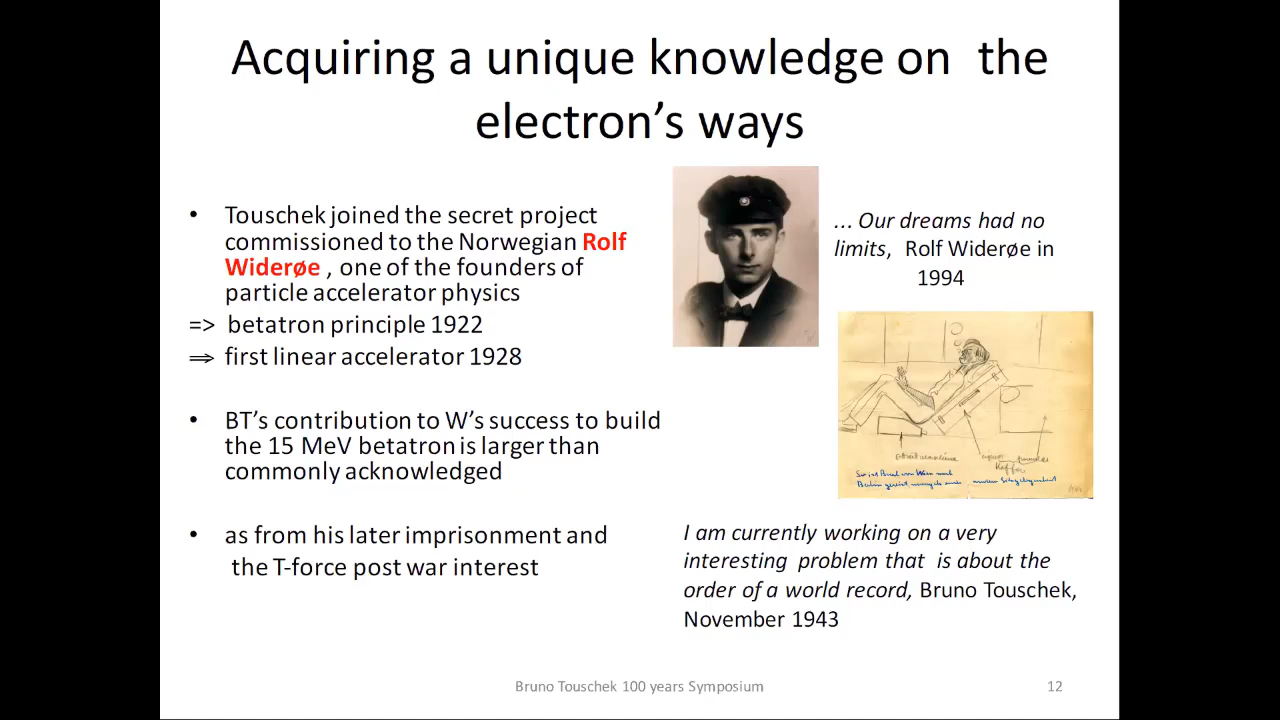 Acquiring a unique knowledge on the
electron's ways
• Touschek joined the secret project
commissioned to the Norwegian Rolf
Widerøe , one of the founders of
particle accelerator physics
=> betatron principle 1922
⇒ first linear accelerator 1928
• BT's contribution to W's success to build
the 15 MeV betatron is larger than
commonly acknowledged
• as from his later imprisonment and
the T-force post war interest
... Our dreams had no
limits, Rolf Widerøe in
1994
I am currently working on a very
interesting problem that is about the
order of a world record, Bruno Touschek,
November 1943
Bruno Touschek 100 years Symposium
12